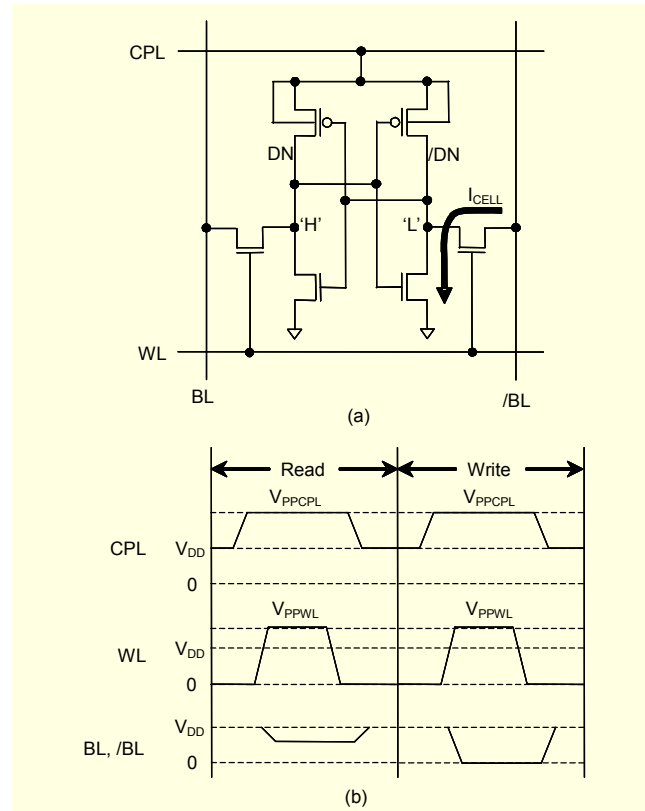 CPL
DN
/DN
I_CELL
'H'
'L'
WL
BL
/BL
(a)
Read
Write
V_PPCPL
V_PPCPL
CPL
V_DD
0
V_PPWL
V_PPWL
WL
V_DD
0
BL, /BL
V_DD
0
(b)